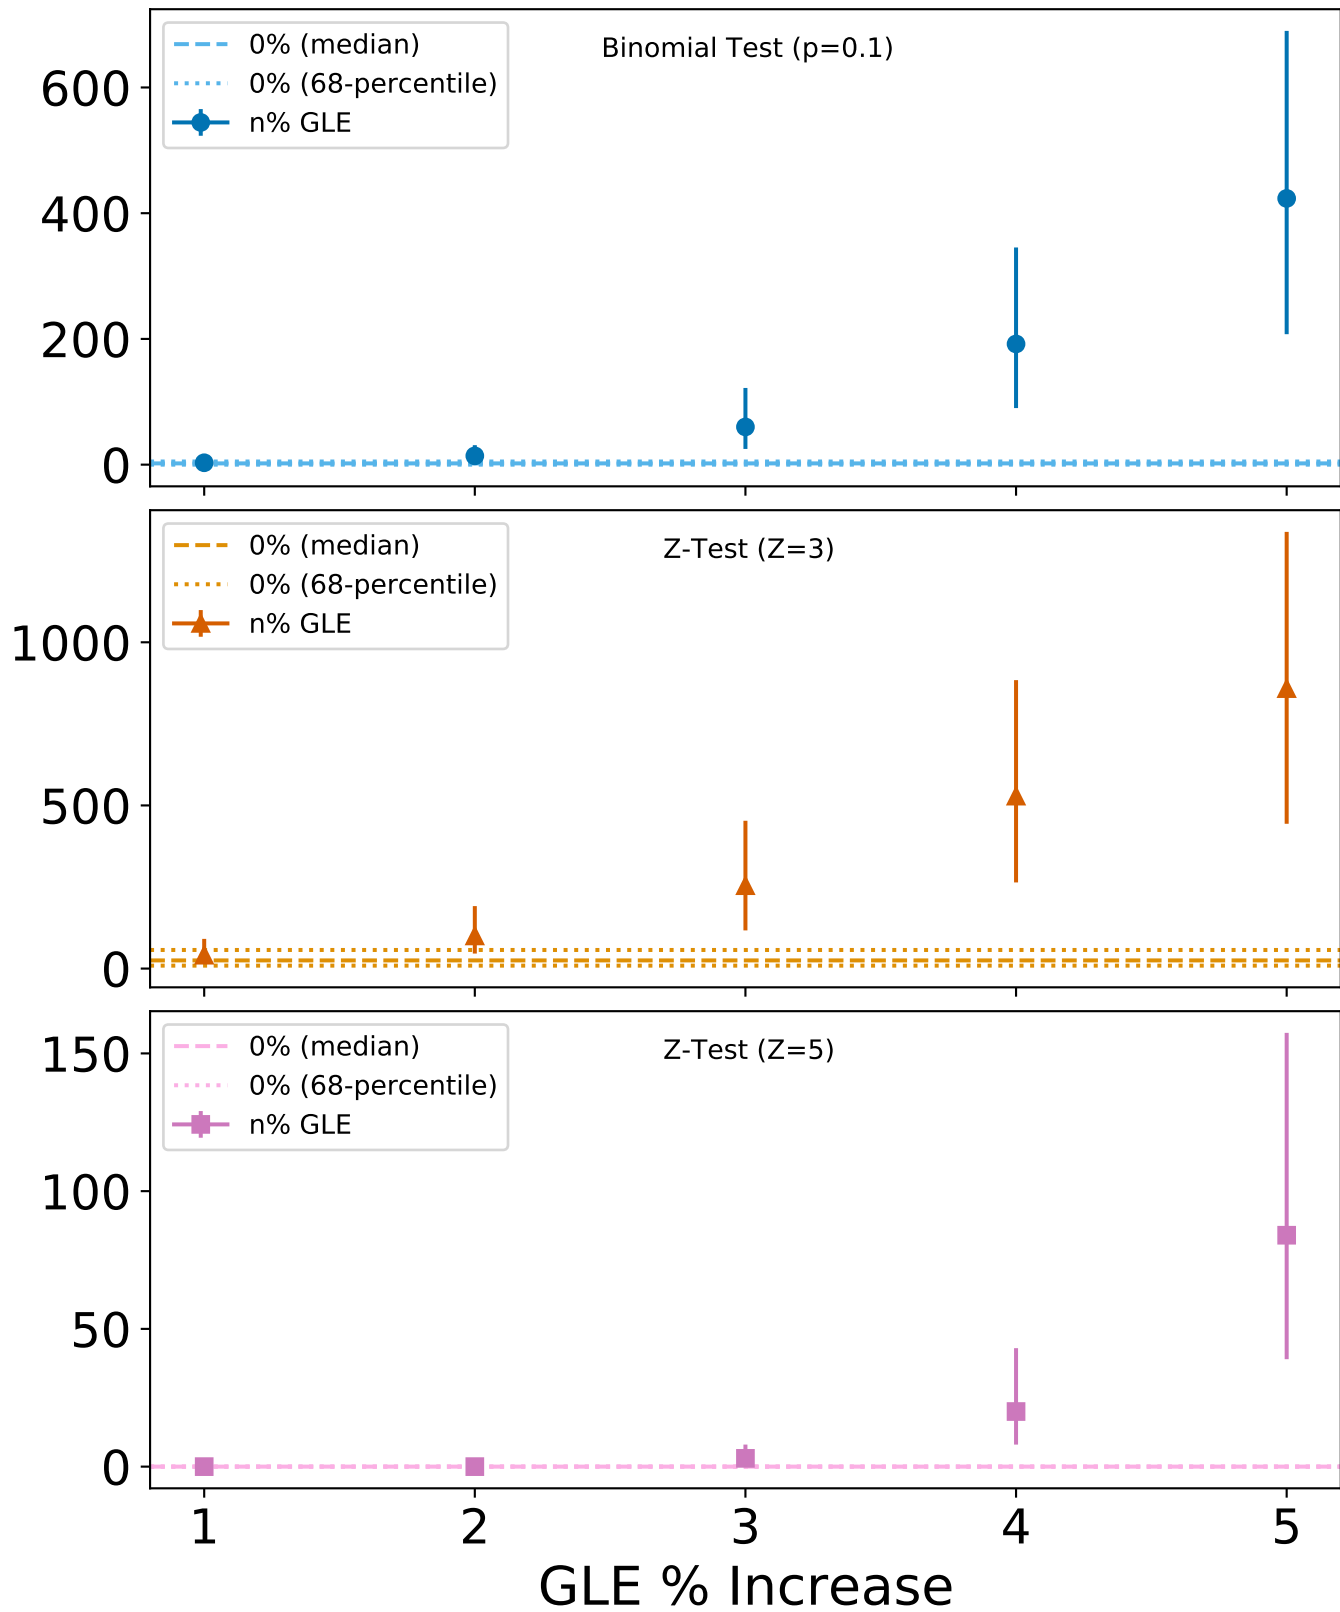 0% (median)
0% (68-percentile)
n% GLE
Binomial Test (p=0.1)
600
400
200
0
0% (median)
0% (68-percentile)
n% GLE
Z-Test (Z=3)
1000
500
0
0% (median)
0% (68-percentile)
n% GLE
Z-Test (Z=5)
150
100
50
0
1 2 3 4 5
GLE % Increase